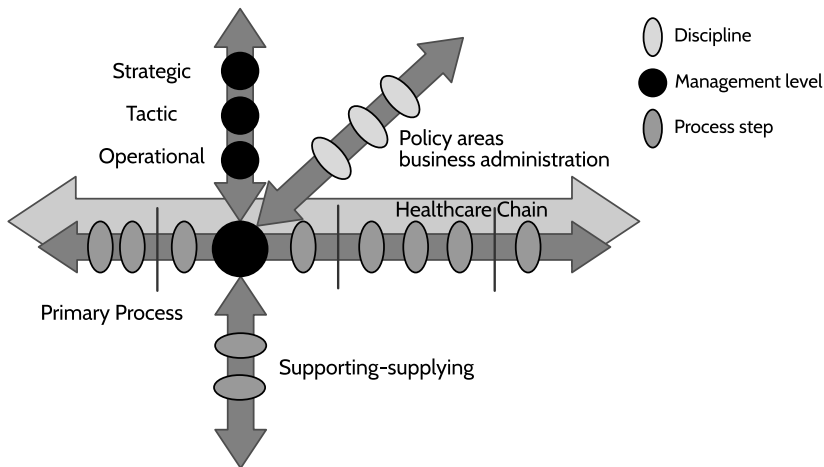 Strategic
Tactic
Operational
Policy areas
business administration
Healthcare Chain
Primary Process
Supporting-supplying
Discipline
Management level
Process step